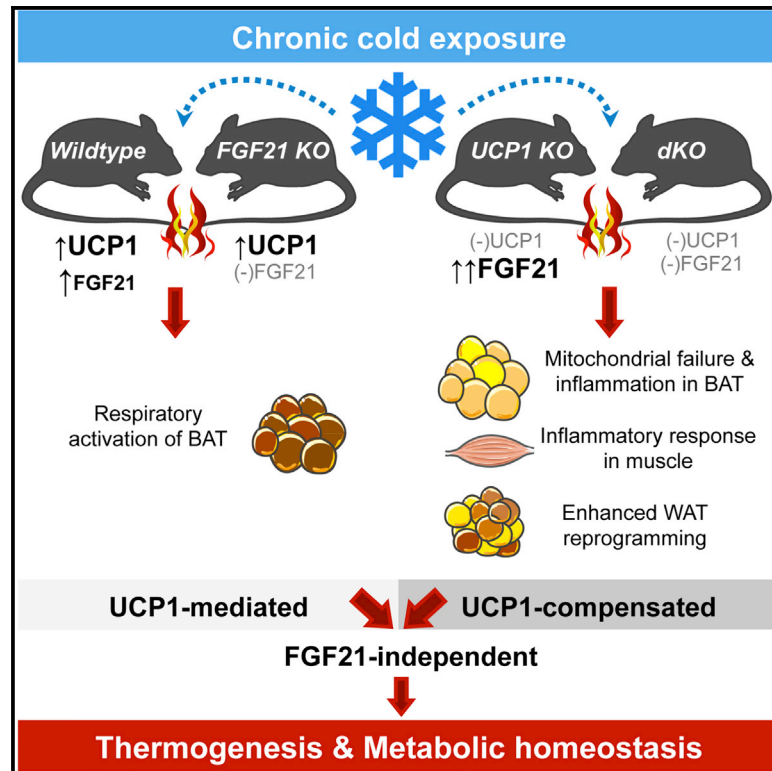 Chronic cold exposure
Wildtype
FGF21 KO
UCP1 KO
dKO
↑UCP1
↑FGF21
↑UCP1
(-)FGF21
(-)UCP1
↑↑FGF21
(-)UCP1
(-)FGF21
Respiratory
activation of BAT
Mitochondrial failure &
inflammation in BAT
Inflammatory response
in muscle
Enhanced WAT
reprogramming
UCP1-mediated
UCP1-compensated
FGF21-independent
Thermogenesis & Metabolic homeostasis